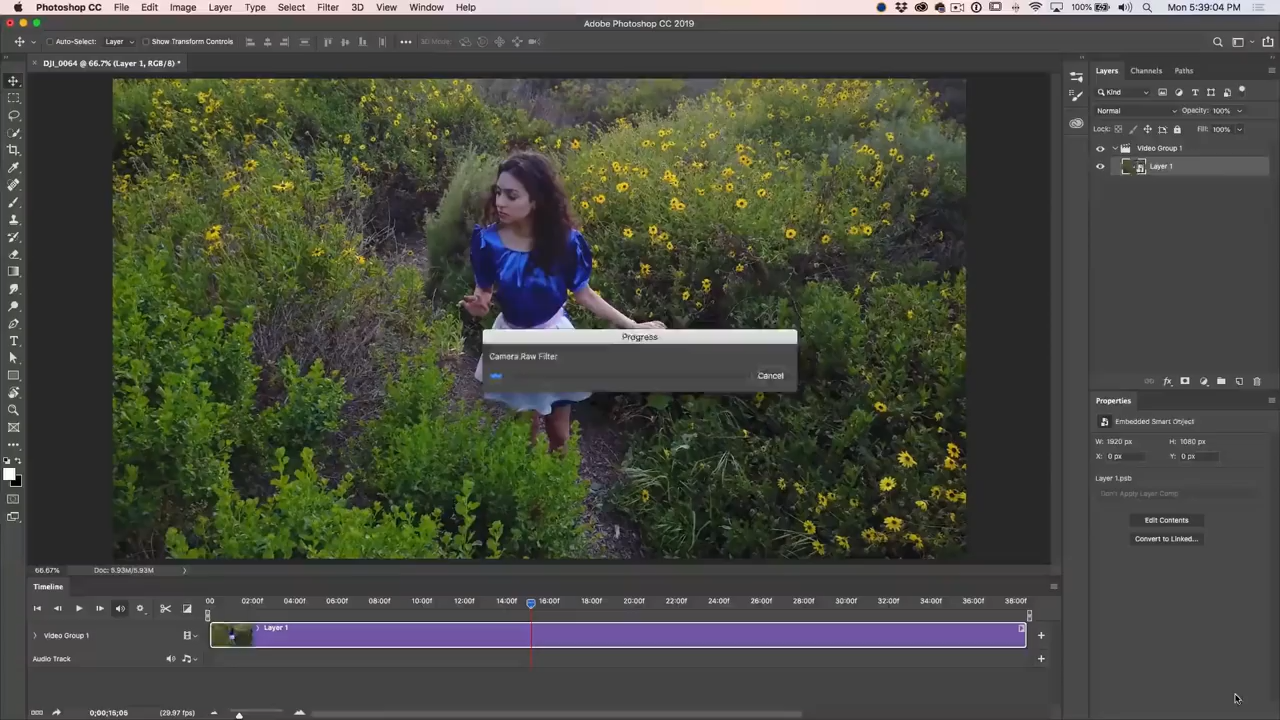 Photoshop CC File Edit Image Layer Type Select Filter 3D View Window Help 100% Mon 5:39:04 PM
Adobe Photoshop CC 2019
Auto-Select: Layer Show Transform Controls 3D Mode:
DJI_0064 @ 66.7% (Layer 1, RGB/8) *
Layers Channels Paths
Kind
Normal Opacity: 100%
Lock: Fill: 100%
Video Group 1
Layer 1
Progress
Camera Raw Filter
Cancel
Properties
Embedded Smart Object
W: 1920 px H: 1080 px
X: 0 px Y: 0 px
Layer 1.psb
Don't Apply Layer Comp
Edit Contents
Convert to Linked...
66.67% Doc: 5.93M/5.93M
Timeline
00 02:00f 04:00f 06:00f 08:00f 10:00f 12:00f 14:00f 16:00f 18:00f 20:00f 22:00f 24:00f 26:00f 28:00f 30:00f 32:00f 34:00f 36:00f 38:00f
Video Group 1 Layer 1
Audio Track
0;00;15;05 (29.97 fps)